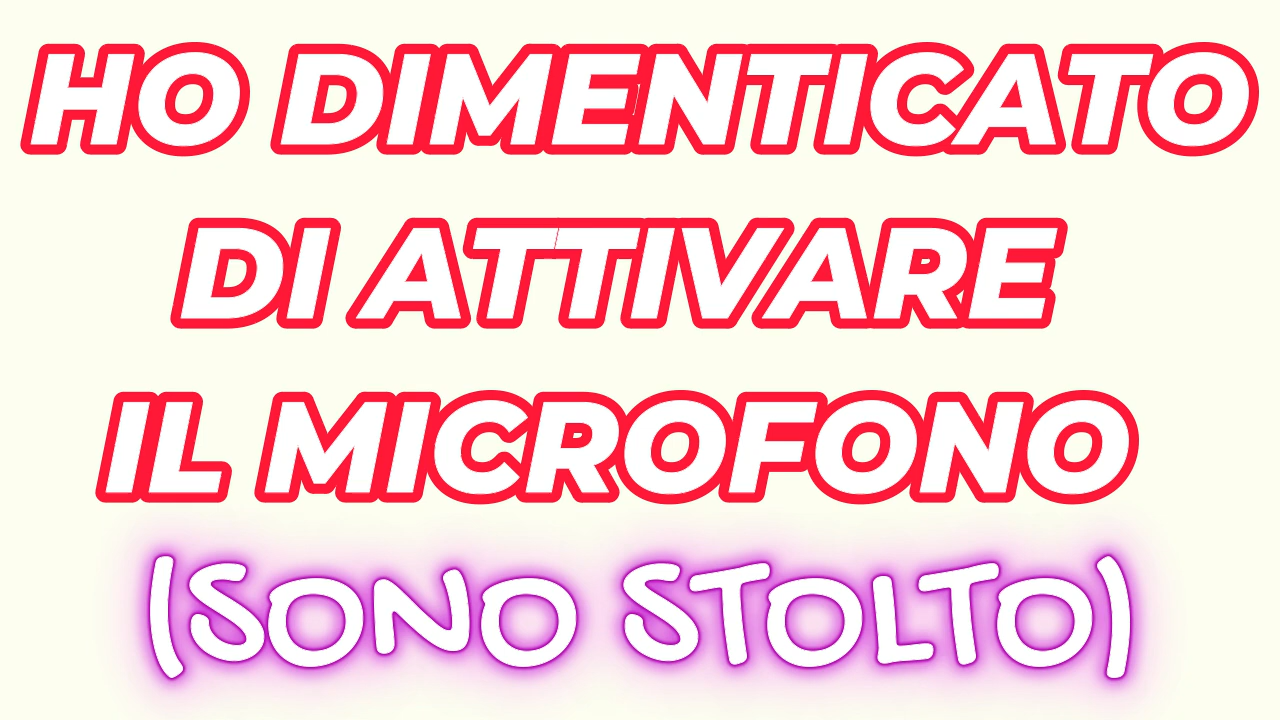 HO DIMENTICATO
DI ATTIVARE
IL MICROFONO
(SONO STOLTO)